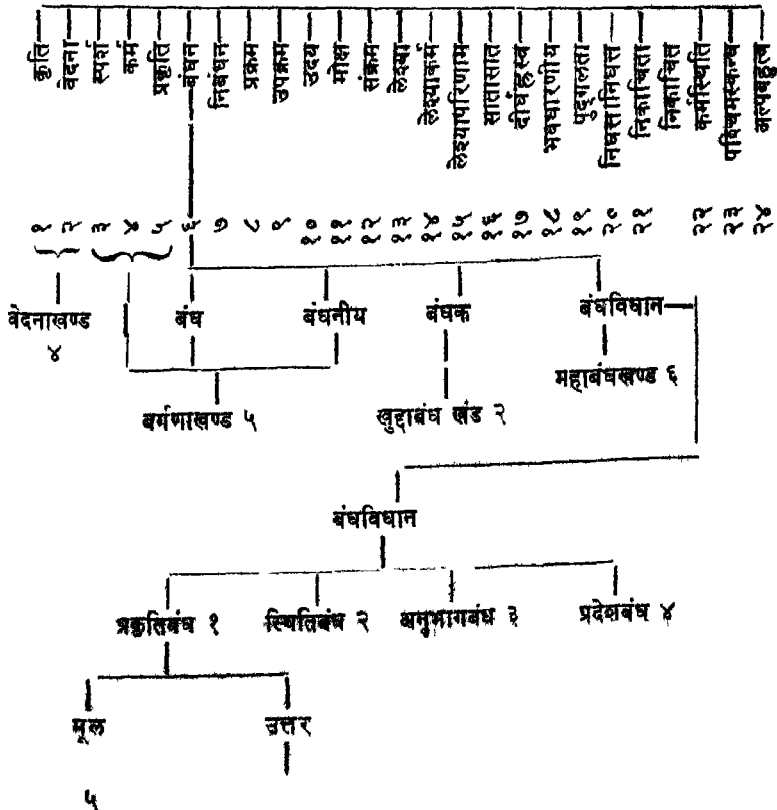 कृति वेदना स्पर्श कर्म प्रकृति बंधन निबंधन प्रक्रम उपक्रम उदय मोक्ष संक्रम लेश्या लेश्याकर्म लेश्यापरिणाम सातासात दीर्घह्रस्व भवधारणीय पुद्गलता निधत्तानिधत्त निकाचिता निकाचित कर्मस्थिति पश्चिमस्कन्ध अल्पबहुत्व
१ २ ३ ४ ५ ६ ७ ८ ९ १० ११ १२ १३ १४ १५ १६ १७ १८ १९ २० २१ २२ २३ २४
वेदनाखण्ड बंध बंधनीय बंधक बंधविधान
४
महाबंधखण्ड ६
वर्गणाखण्ड ५ खुद्दाबंध खंड २
बंधविधान
प्रकृतिबंध १ स्थितिबंध २ अनुभागबंध ३ प्रदेशबंध ४
मूल उत्तर
५